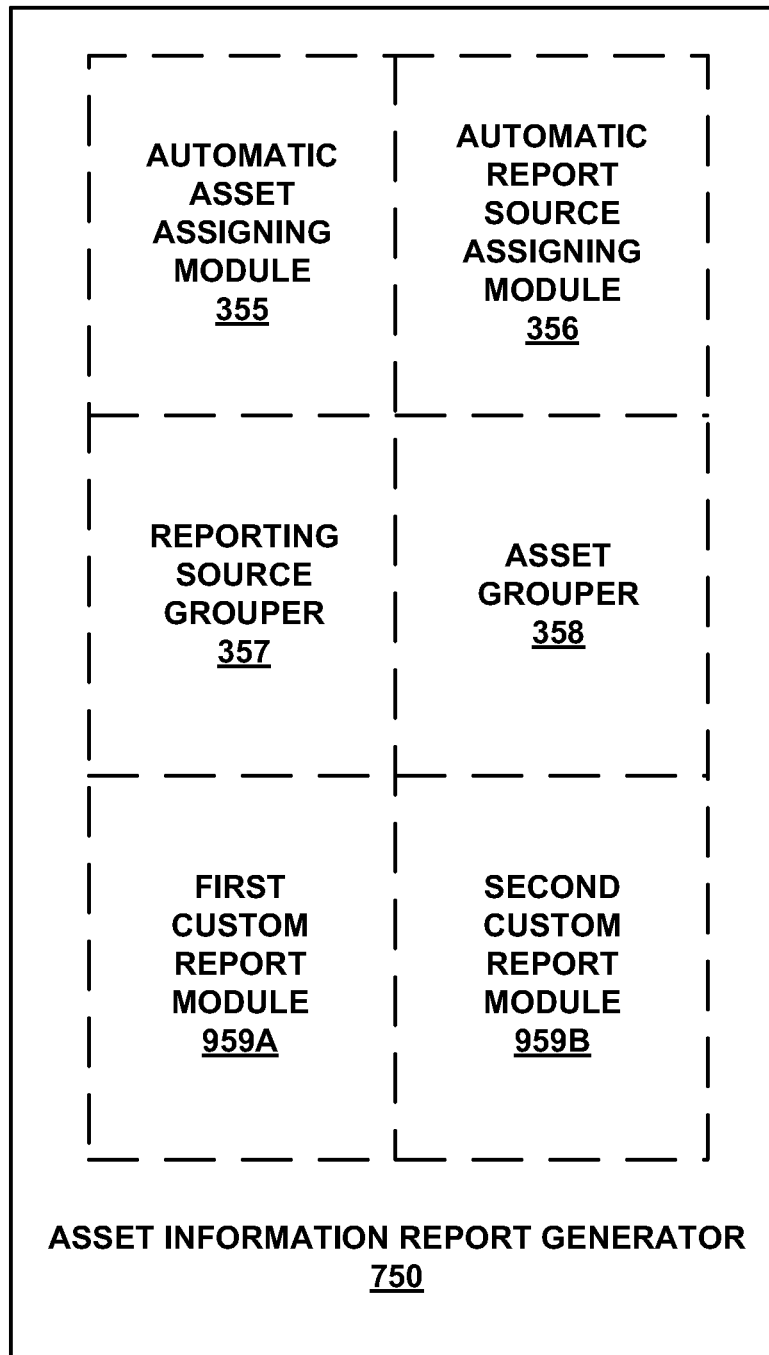 AUTOMATIC
ASSET
ASSIGNING
MODULE
355
AUTOMATIC
REPORT
SOURCE
ASSIGNING
MODULE
356
REPORTING
SOURCE
GROUPER
357
ASSET
GROUPER
358
FIRST
CUSTOM
REPORT
MODULE
959A
SECOND
CUSTOM
REPORT
MODULE
959B
ASSET INFORMATION REPORT GENERATOR
750